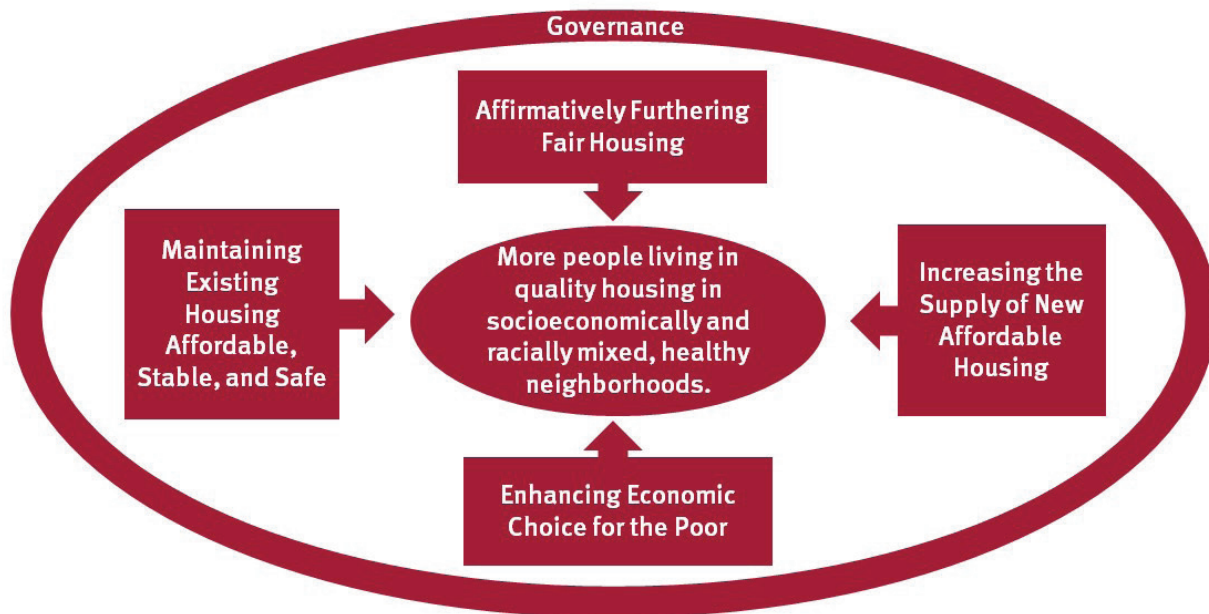 Governance
Affirmatively Furthering
Fair Housing
Maintaining
Existing
Housing
Affordable,
Stable, and Safe
More people living in
quality housing in
socioeconomically and
racially mixed, healthy
neighborhoods.
Increasing the
Supply of New
Affordable
Housing
Enhancing Economic
Choice for the Poor